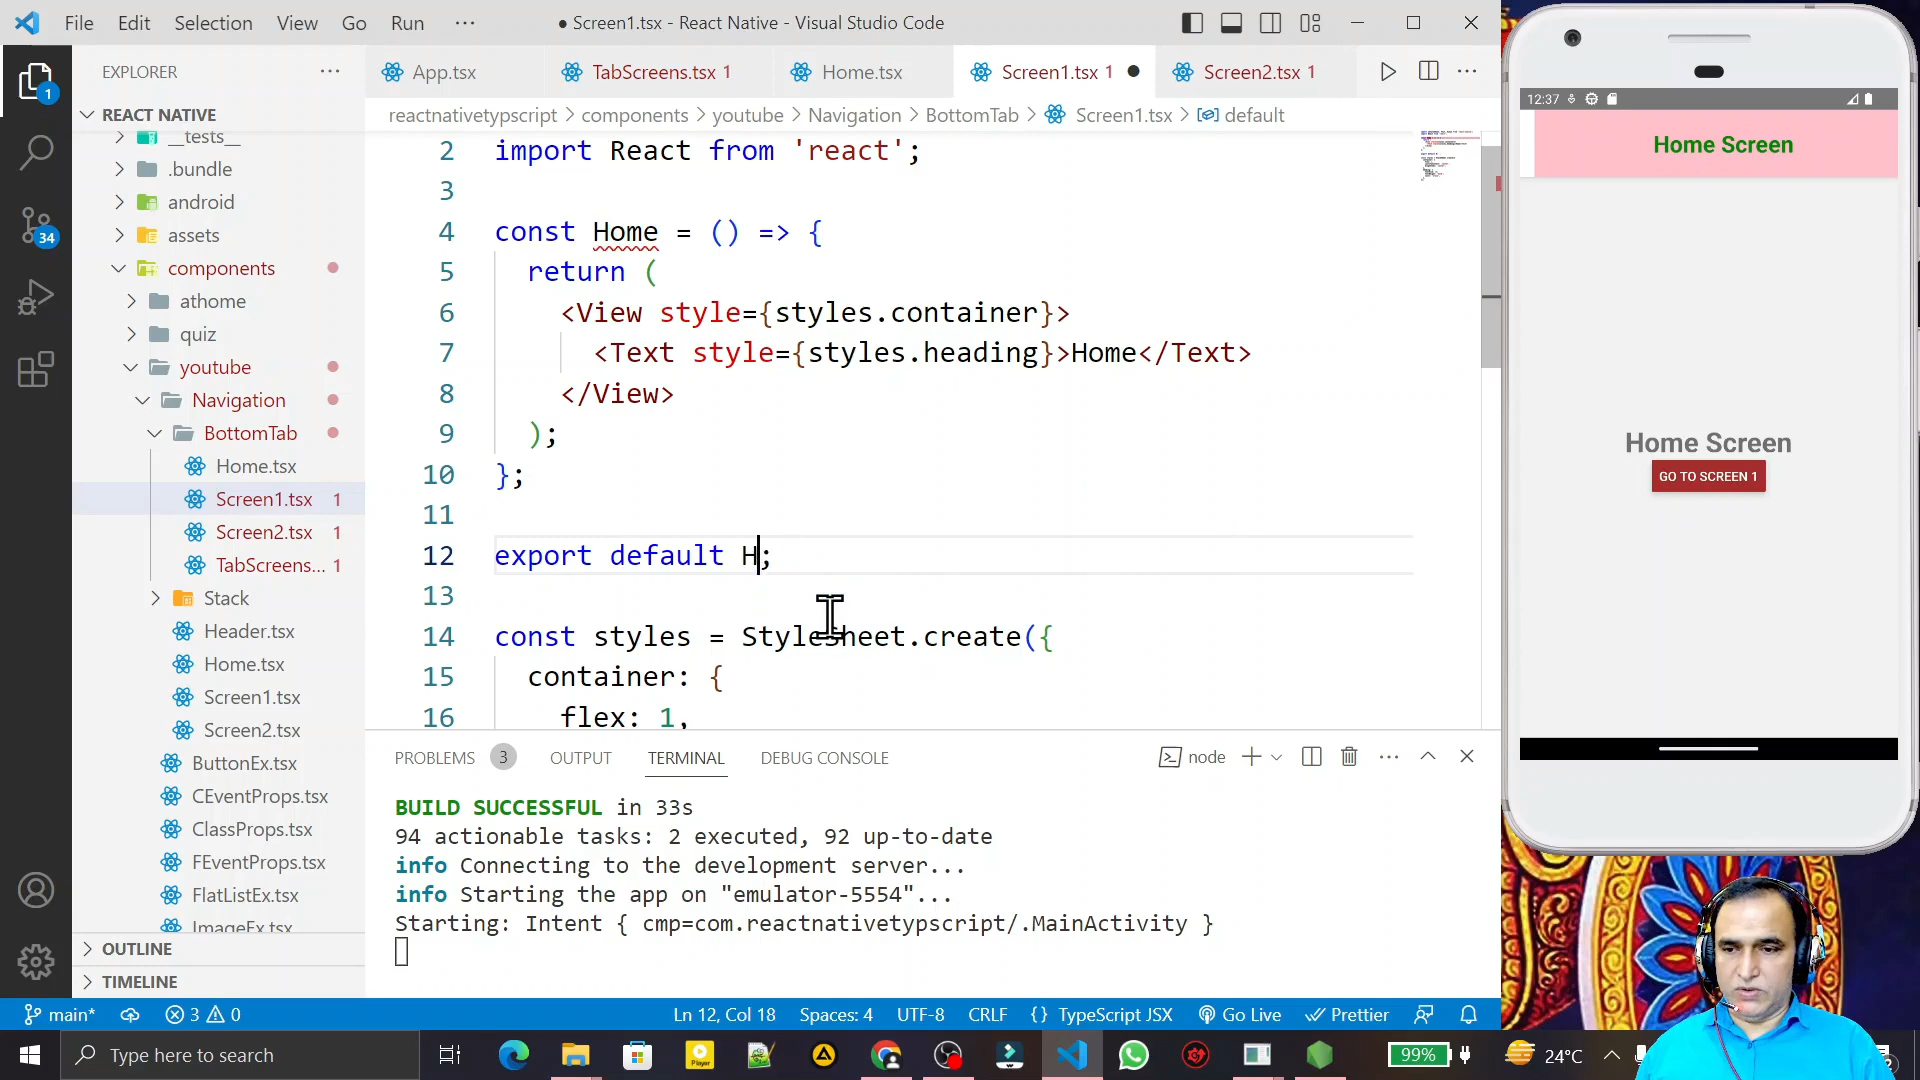 File Edit Selection View Go Run ··· ● Screen1.tsx - React Native - Visual Studio Code
EXPLORER ···
REACT NATIVE
__tests__
.bundle
android
assets
components
athome
quiz
youtube
Navigation
BottomTab
Home.tsx
Screen1.tsx 1
Screen2.tsx 1
TabScreens... 1
Stack
Header.tsx
Home.tsx
Screen1.tsx
Screen2.tsx
ButtonEx.tsx
CEventProps.tsx
ClassProps.tsx
FEventProps.tsx
FlatListEx.tsx
ImageEx.tsx
OUTLINE
TIMELINE
1
34
App.tsx TabScreens.tsx 1 Home.tsx Screen1.tsx 1 ● Screen2.tsx 1 ···
reactnativetypscript > components > youtube > Navigation > BottomTab > Screen1.tsx > default
2 import React from 'react';
3
4 const Home = () => {
5 return (
6 <View style={styles.container}>
7 <Text style={styles.heading}>Home</Text>
8 </View>
9 );
10 };
11
12 export default H;
13
14 const styles = Stylesheet.create({
15 container: {
16 flex: 1,
PROBLEMS 3 OUTPUT TERMINAL DEBUG CONSOLE node
BUILD SUCCESSFUL in 33s
94 actionable tasks: 2 executed, 92 up-to-date
info Connecting to the development server...
info Starting the app on "emulator-5554"...
Starting: Intent { cmp=com.reactnativetypscript/.MainActivity }
main* 3 0 Ln 12, Col 18 Spaces: 4 UTF-8 CRLF {} TypeScript JSX Go Live Prettier
Type here to search
Player
99% 24°C
12:37
Home Screen
Home Screen
GO TO SCREEN 1